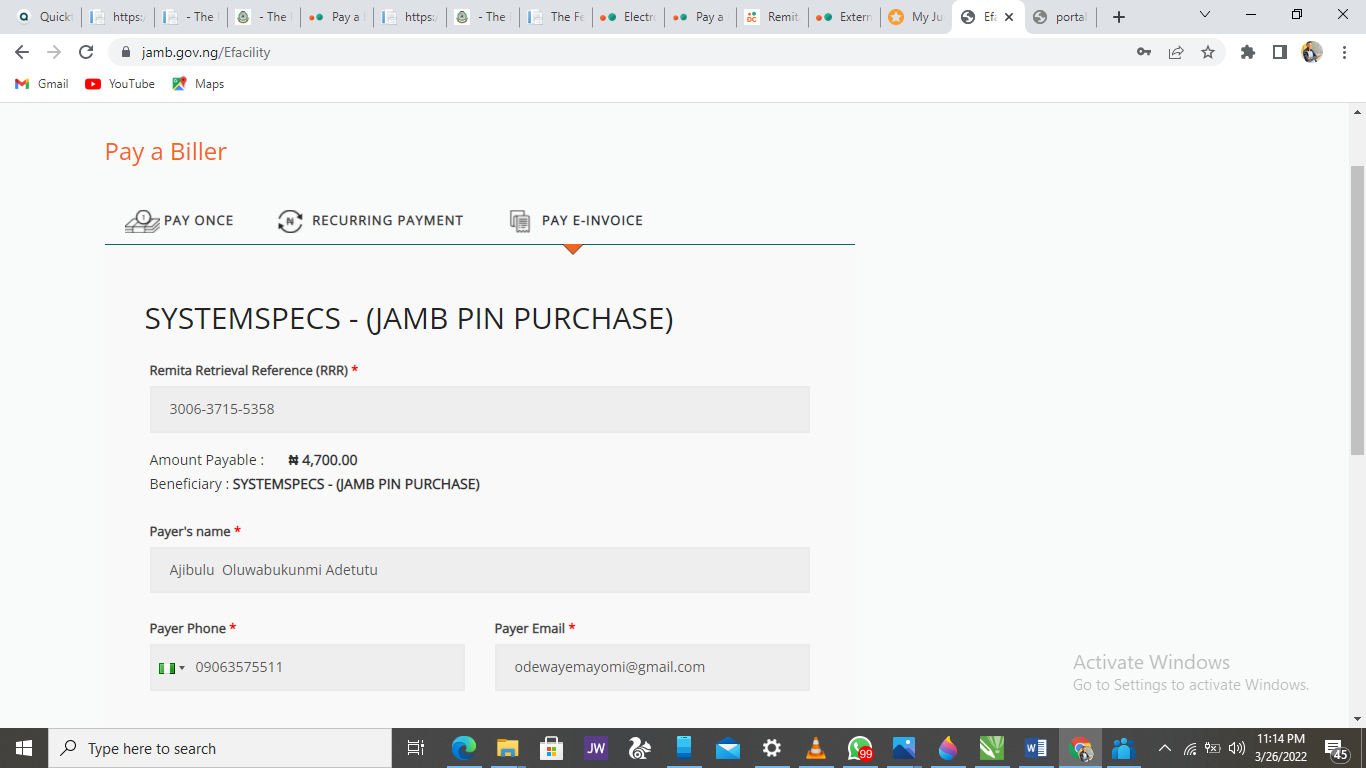 Quickt https:/ - The - The Pay a https:/ - The The Fe Electro Pay a Remita Extern My Ju Efa portal
jamb.gov.ng/Efacility
Gmail YouTube Maps
Pay a Biller
PAY ONCE RECURRING PAYMENT PAY E-INVOICE
SYSTEMSPECS - (JAMB PIN PURCHASE)
Remita Retrieval Reference (RRR) *
3006-3715-5358
Amount Payable : ₦ 4,700.00
Beneficiary : SYSTEMSPECS - (JAMB PIN PURCHASE)
Payer's name *
Ajibulu Oluwabukunmi Adetutu
Payer Phone * Payer Email *
09063575511 odewayemayomi@gmail.com
Activate Windows
Go to Settings to activate Windows.
Type here to search JW 99 11:14 PM
3/26/2022 45